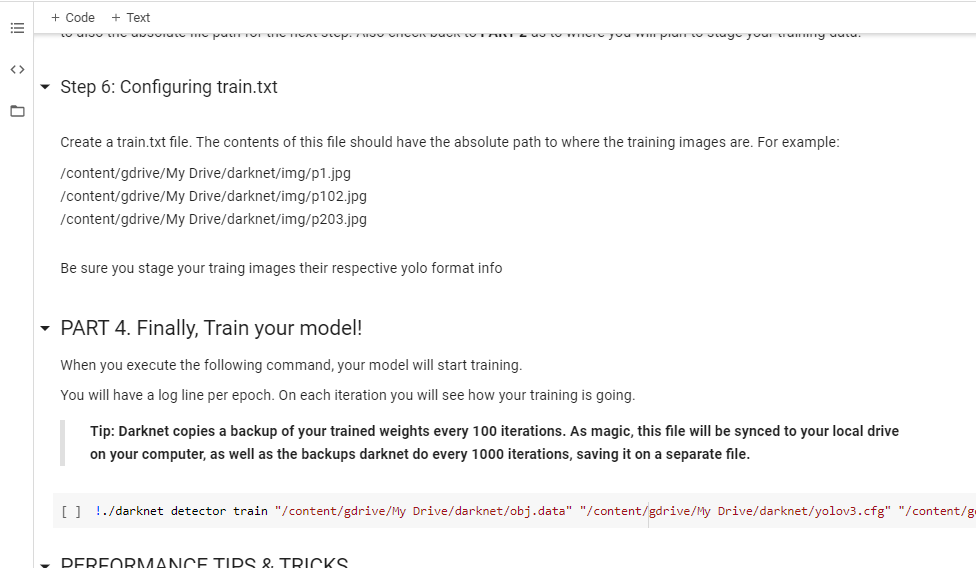 + Code + Text
to also the absolute file path for the next step. Also check back to PART 2 as to where you will plan to stage your training data.
Step 6: Configuring train.txt
Create a train.txt file. The contents of this file should have the absolute path to where the training images are. For example:
/content/gdrive/My Drive/darknet/img/p1.jpg
/content/gdrive/My Drive/darknet/img/p102.jpg
/content/gdrive/My Drive/darknet/img/p203.jpg
Be sure you stage your traing images their respective yolo format info
PART 4. Finally, Train your model!
When you execute the following command, your model will start training.
You will have a log line per epoch. On each iteration you will see how your training is going.
Tip: Darknet copies a backup of your trained weights every 100 iterations. As magic, this file will be synced to your local drive
on your computer, as well as the backups darknet do every 1000 iterations, saving it on a separate file.
[ ] !./darknet detector train "/content/gdrive/My Drive/darknet/obj.data" "/content/gdrive/My Drive/darknet/yolov3.cfg" "/content/g
PERFORMANCE TIPS & TRICKS